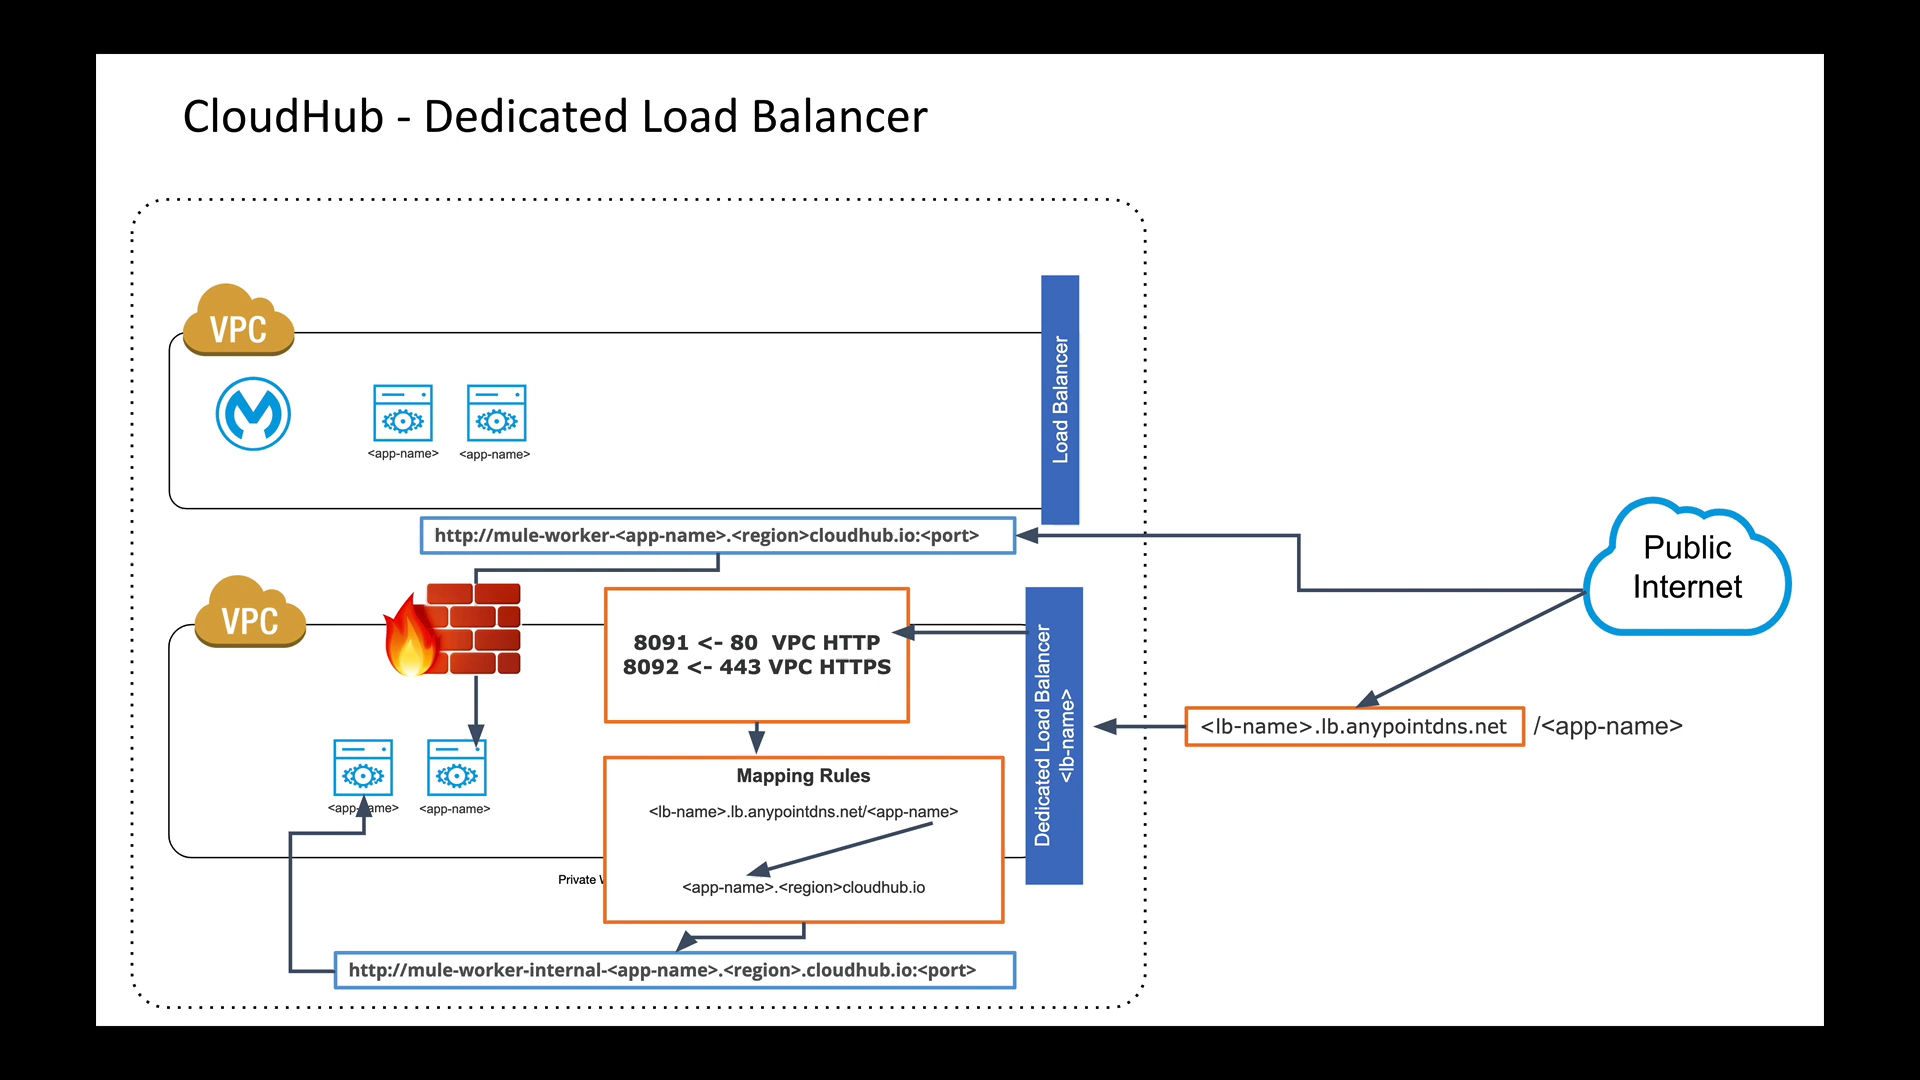 CloudHub - Dedicated Load Balancer
VPC
Load Balancer
<app-name>
<app-name>
http://mule-worker-<app-name>.<region>cloudhub.io:<port>
Public
Internet
VPC
8091 <- 80 VPC HTTP
8092 <- 443 VPC HTTPS
Dedicated Load Balancer
<lb-name>
<lb-name>.lb.anypointdns.net /<app-name>
<app-name>
<app-name>
Mapping Rules
<lb-name>.lb.anypointdns.net/<app-name>
Private
<app-name>.<region>cloudhub.io
http://mule-worker-internal-<app-name>.<region>.cloudhub.io:<port>